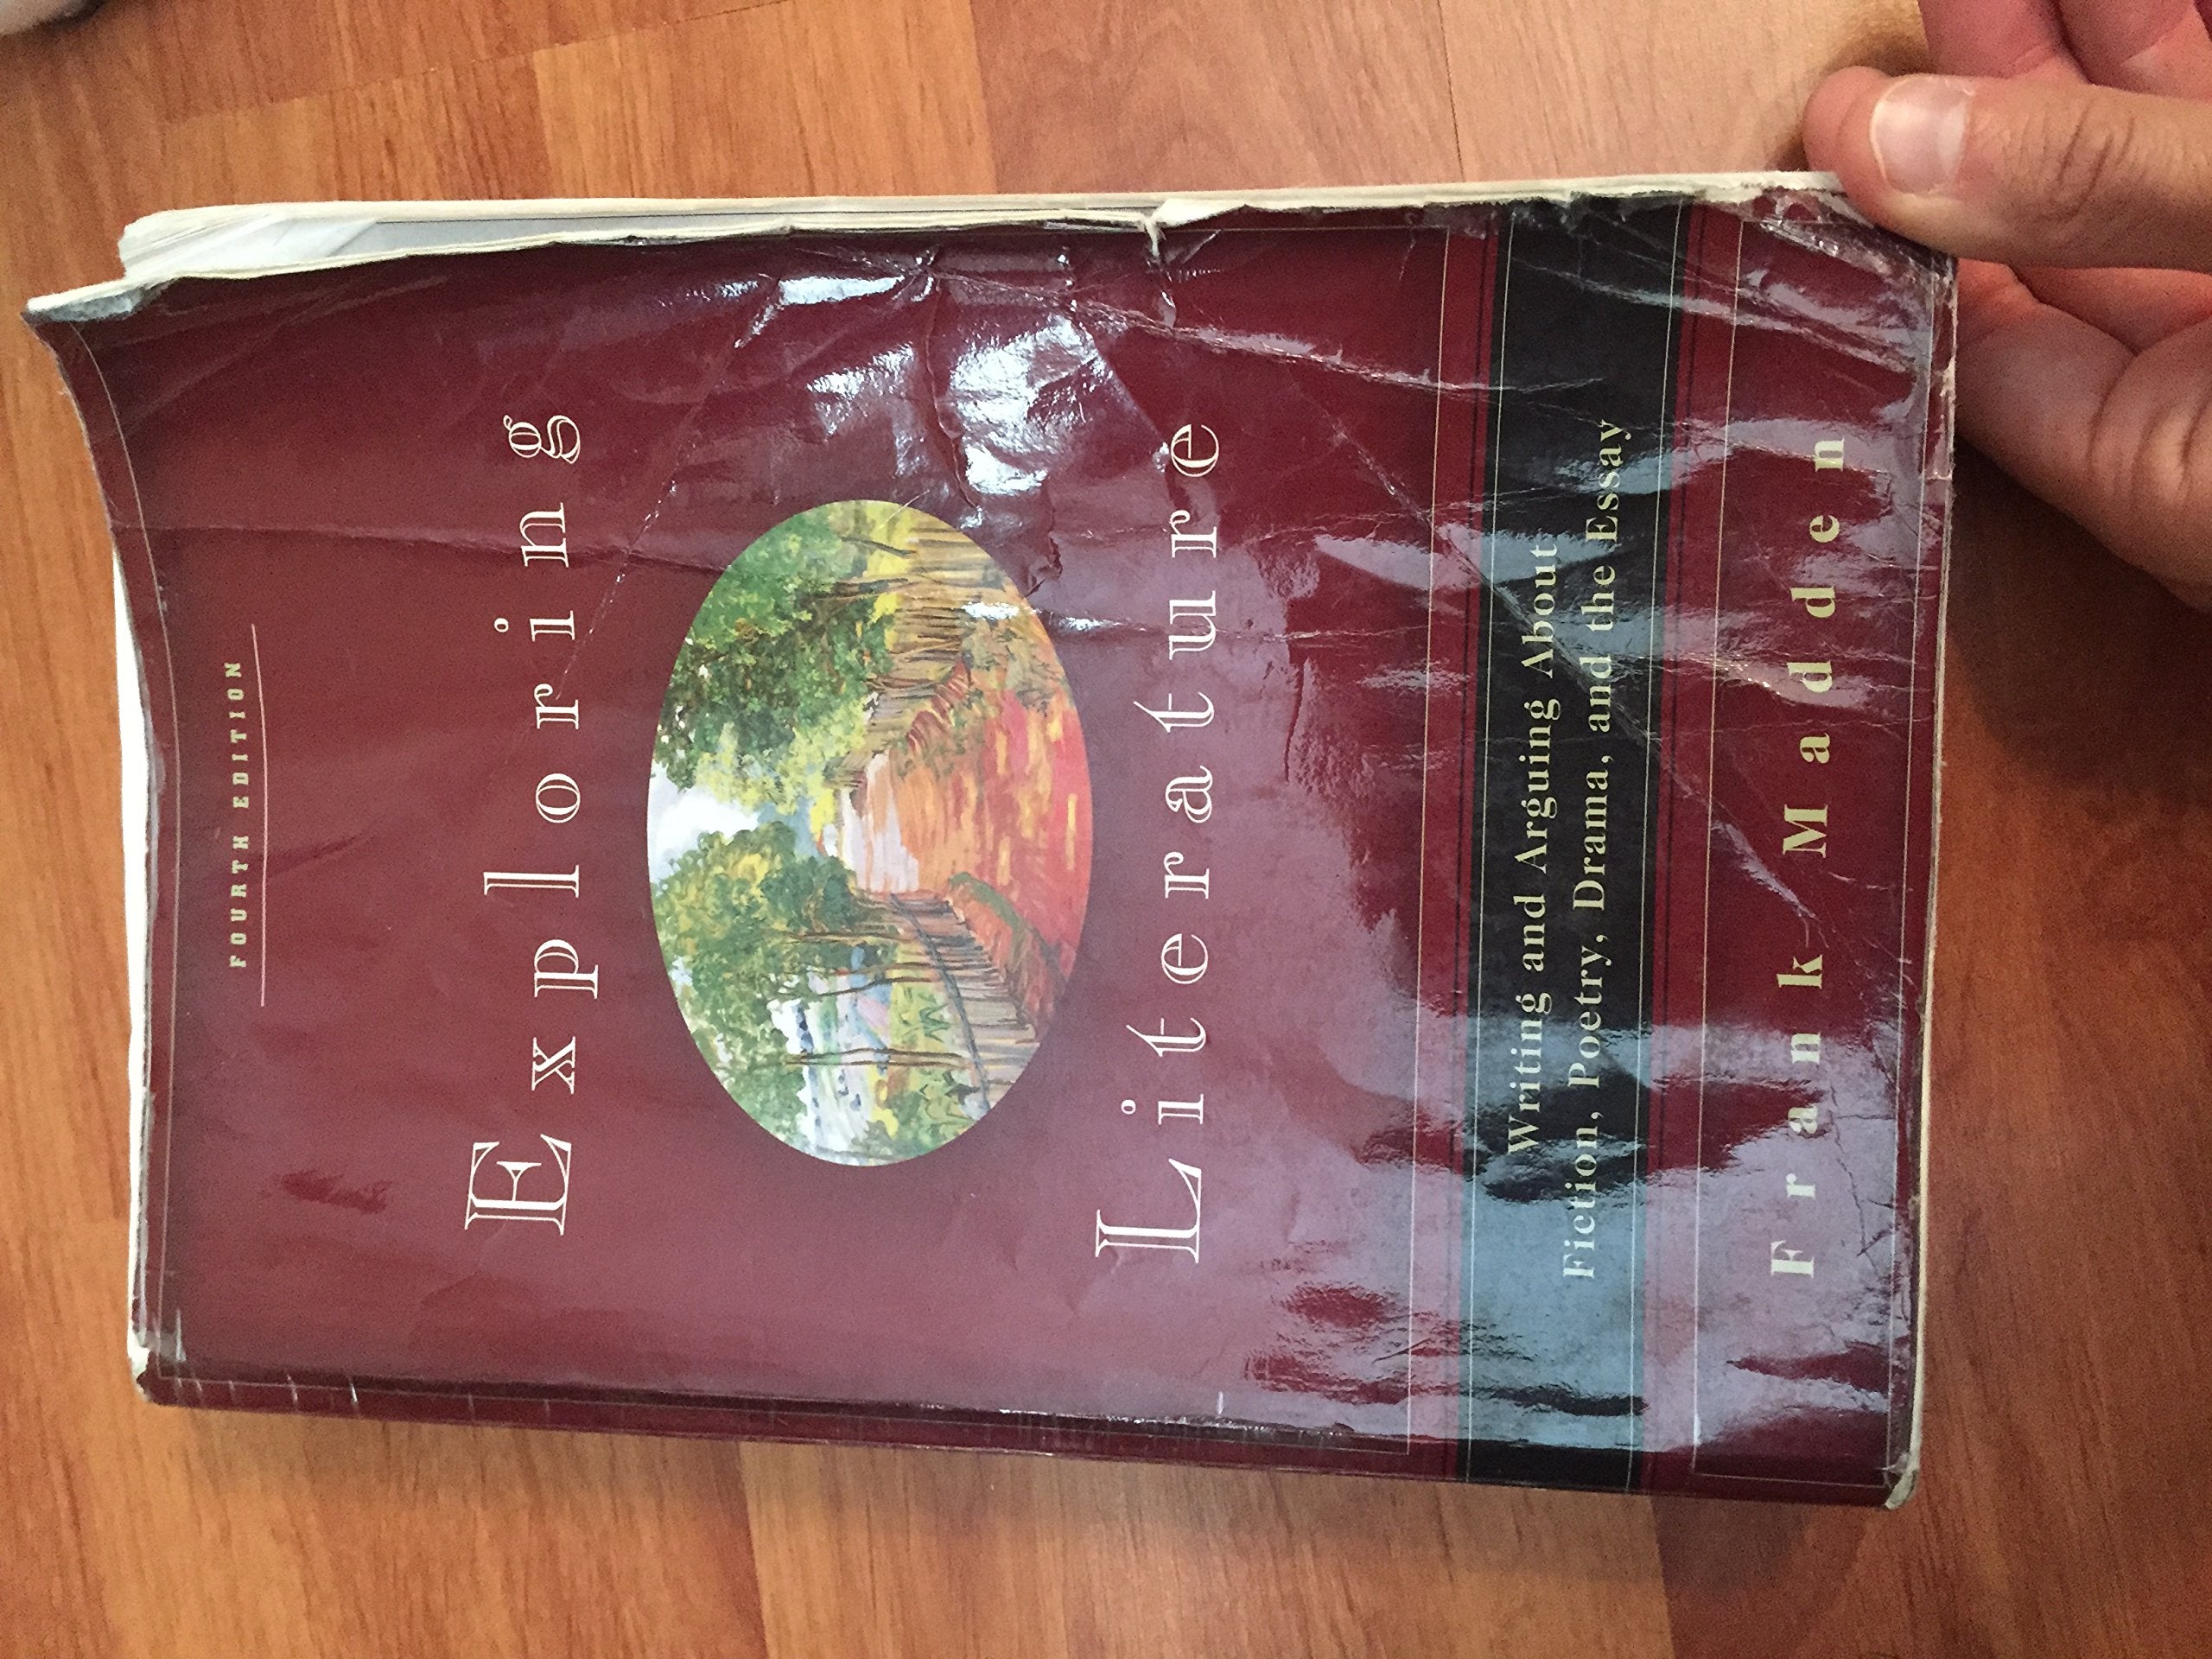 FOURTH EDITION
Exploring
Literature
Writing and Arguing About
Fiction, Poetry, Drama, and the Essay
Frank Madden